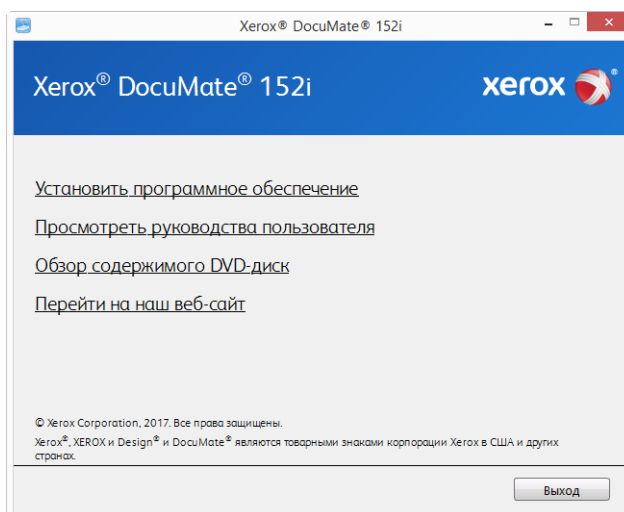 Xerox® DocuMate® 152i
Xerox® DocuMate® 152i
xerox®
Установить программное обеспечение
Просмотреть руководства пользователя
Обзор содержимого DVD-диск
Перейти на наш веб-сайт
© Xerox Corporation, 2017. Все права защищены.
Xerox®, XEROX и Design® и DocuMate® являются товарными знаками корпорации Xerox в США и других
странах.
Выход